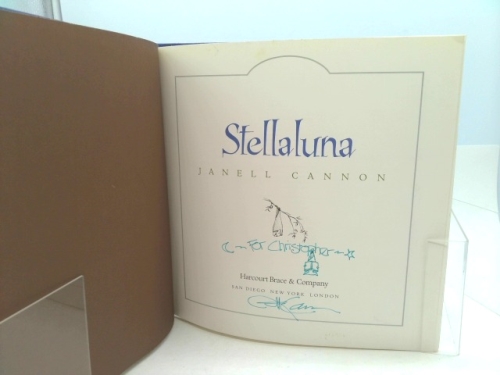 Stellaluna
JANELL CANNON
For Christopher
Harcourt Brace & Company
SAN DIEGO NEW YORK LONDON